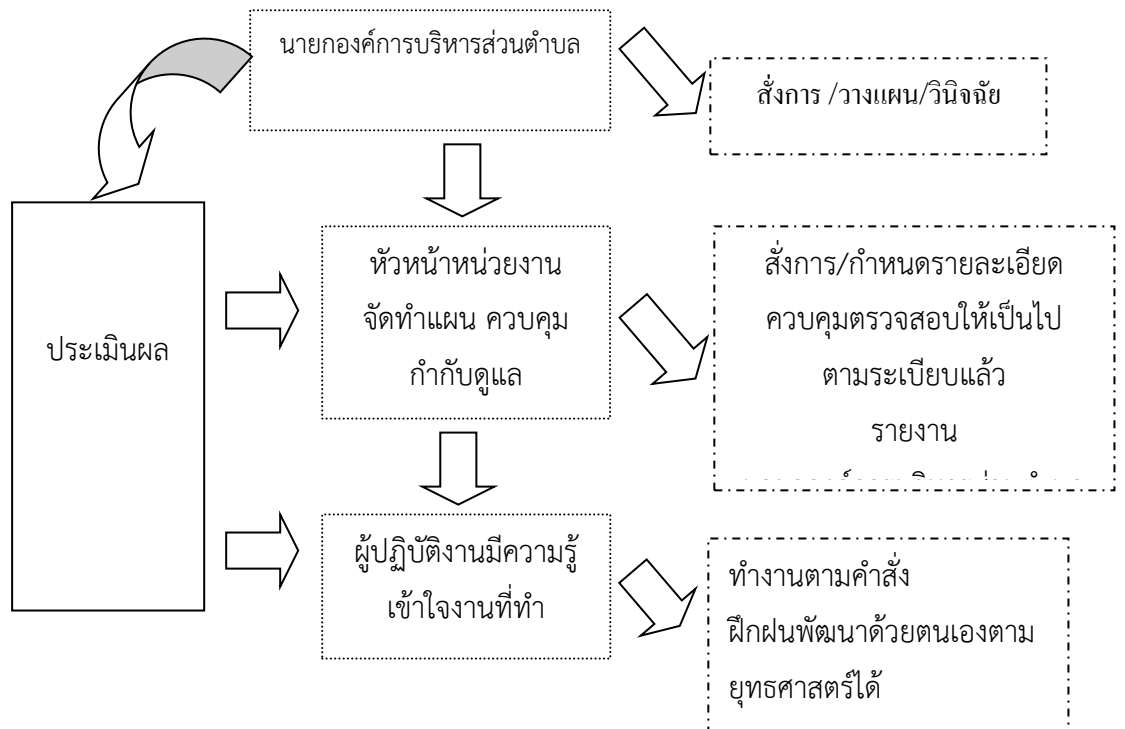 นายกองค์การบริหารส่วนตำบล
สั่งการ /วางแผน/วินิจฉัย
ประเมินผล
หัวหน้าหน่วยงาน
จัดทำแผน ควบคุม
กำกับดูแล
สั่งการ/กำหนดรายละเอียด
ควบคุมตรวจสอบให้เป็นไป
ตามระเบียบแล้ว
รายงาน
ผู้ปฏิบัติงานมีความรู้
เข้าใจงานที่ทำ
ทำงานตามคำสั่ง
ฝึกฝนพัฒนาด้วยตนเองตาม
ยุทธศาสตร์ได้